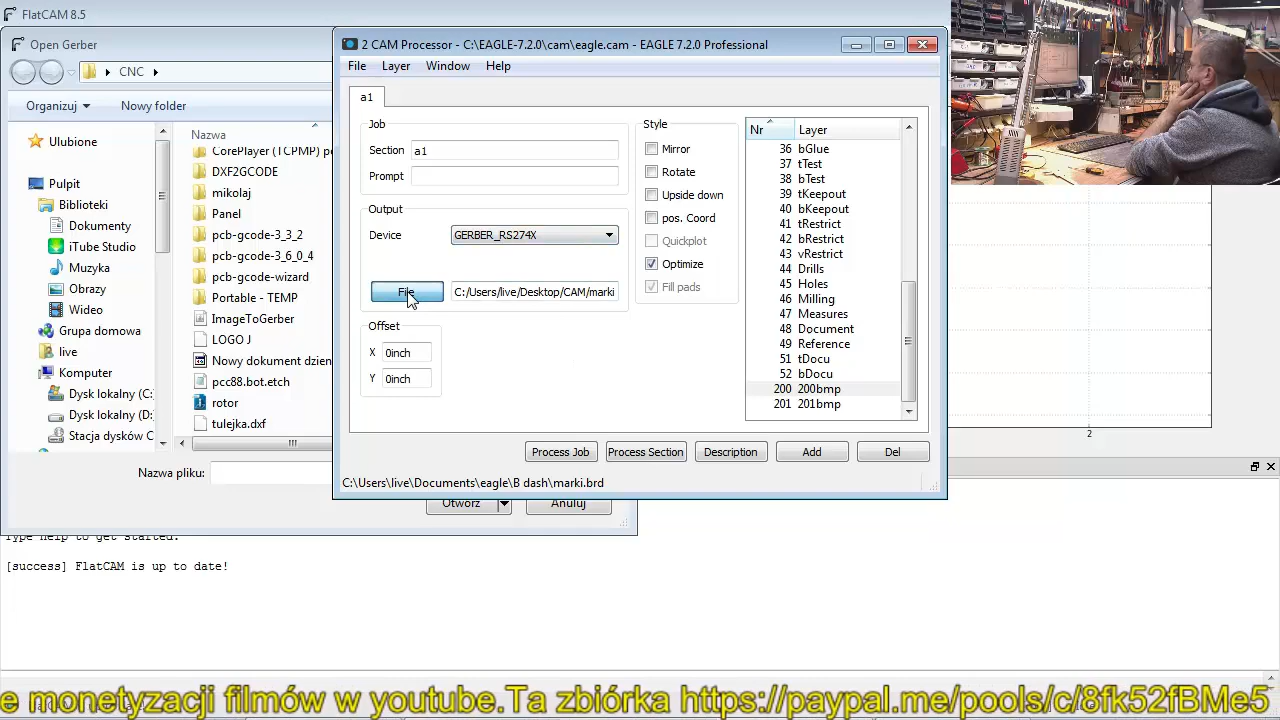 FlatCAM 8.5
Open Gerber
CNC
Organizuj
Nowy folder
Ulubione
Pulpit
Biblioteki
Dokumenty
iTube Studio
Muzyka
Obrazy
Wideo
Grupa domowa
live
Komputer
Dysk lokalny (C:
Dysk lokalny (D:
Stacja dysków (
Nazwa
CorePlayer (TCPMP) p
DXF2GCODE
mikolaj
Panel
pcb-gcode-3_3_2
pcb-gcode-3_6_0_4
pcb-gcode-wizard
Portable - TEMP
ImageToGerber
LOGO J
Nowy dokument dzien
pcc88.bot.etch
rotor
tulejka.dxf
Nazwa pliku:
Otwórz
Anuluj
2 CAM Processor - C:\EAGLE-7.2.0\cam\eagle.cam - EAGLE 7.2.0 Professional
File Layer Window Help
a1
Job
Section a1
Prompt
Output
Device GERBER_RS274X
File C:/Users/live/Desktop/CAM/marki
Offset
X 0inch
Y 0inch
Style
Mirror
Rotate
Upside down
pos. Coord
Quickplot
Optimize
Fill pads
Nr Layer
36 bGlue
37 tTest
38 bTest
39 tKeepout
40 bKeepout
41 tRestrict
42 bRestrict
43 vRestrict
44 Drills
45 Holes
46 Milling
47 Measures
48 Document
49 Reference
51 tDocu
52 bDocu
200 200bmp
201 201bmp
Process Job Process Section Description Add Del
C:\Users\live\Documents\eagle\B dash\marki.brd
2
Type help to get started.
[success] FlatCAM is up to date!
e monetyzacji filmów w youtube.Ta zbiórka https://paypal.me/pools/c/8fk52fBMe5